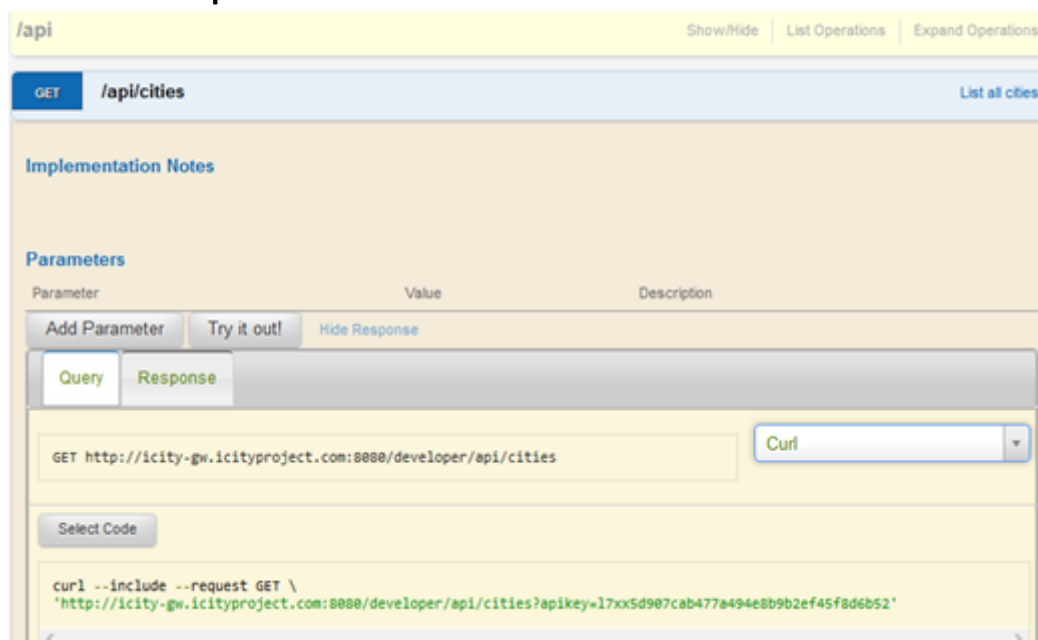 /api Show/Hide List Operations Expand Operations
GET /api/cities List all cities
Implementation Notes
Parameters
Parameter Value Description
Add Parameter Try it out! Hide Response
Query Response
GET http://icity-gw.icityproject.com:8080/developer/api/cities Curl
Select Code
curl --include --request GET \
'http://icity-gw.icityproject.com:8080/developer/api/cities?apikey=l7xx5d907cab477a494e8b9b2ef45f8d6b52'